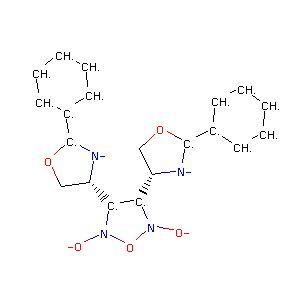 CH.
CH. CH.
CH.
CH. CH.
CH. CH.
C. O C.
CH.
C. CH.
O N–
N–
C. C.
N N –O–
–O O